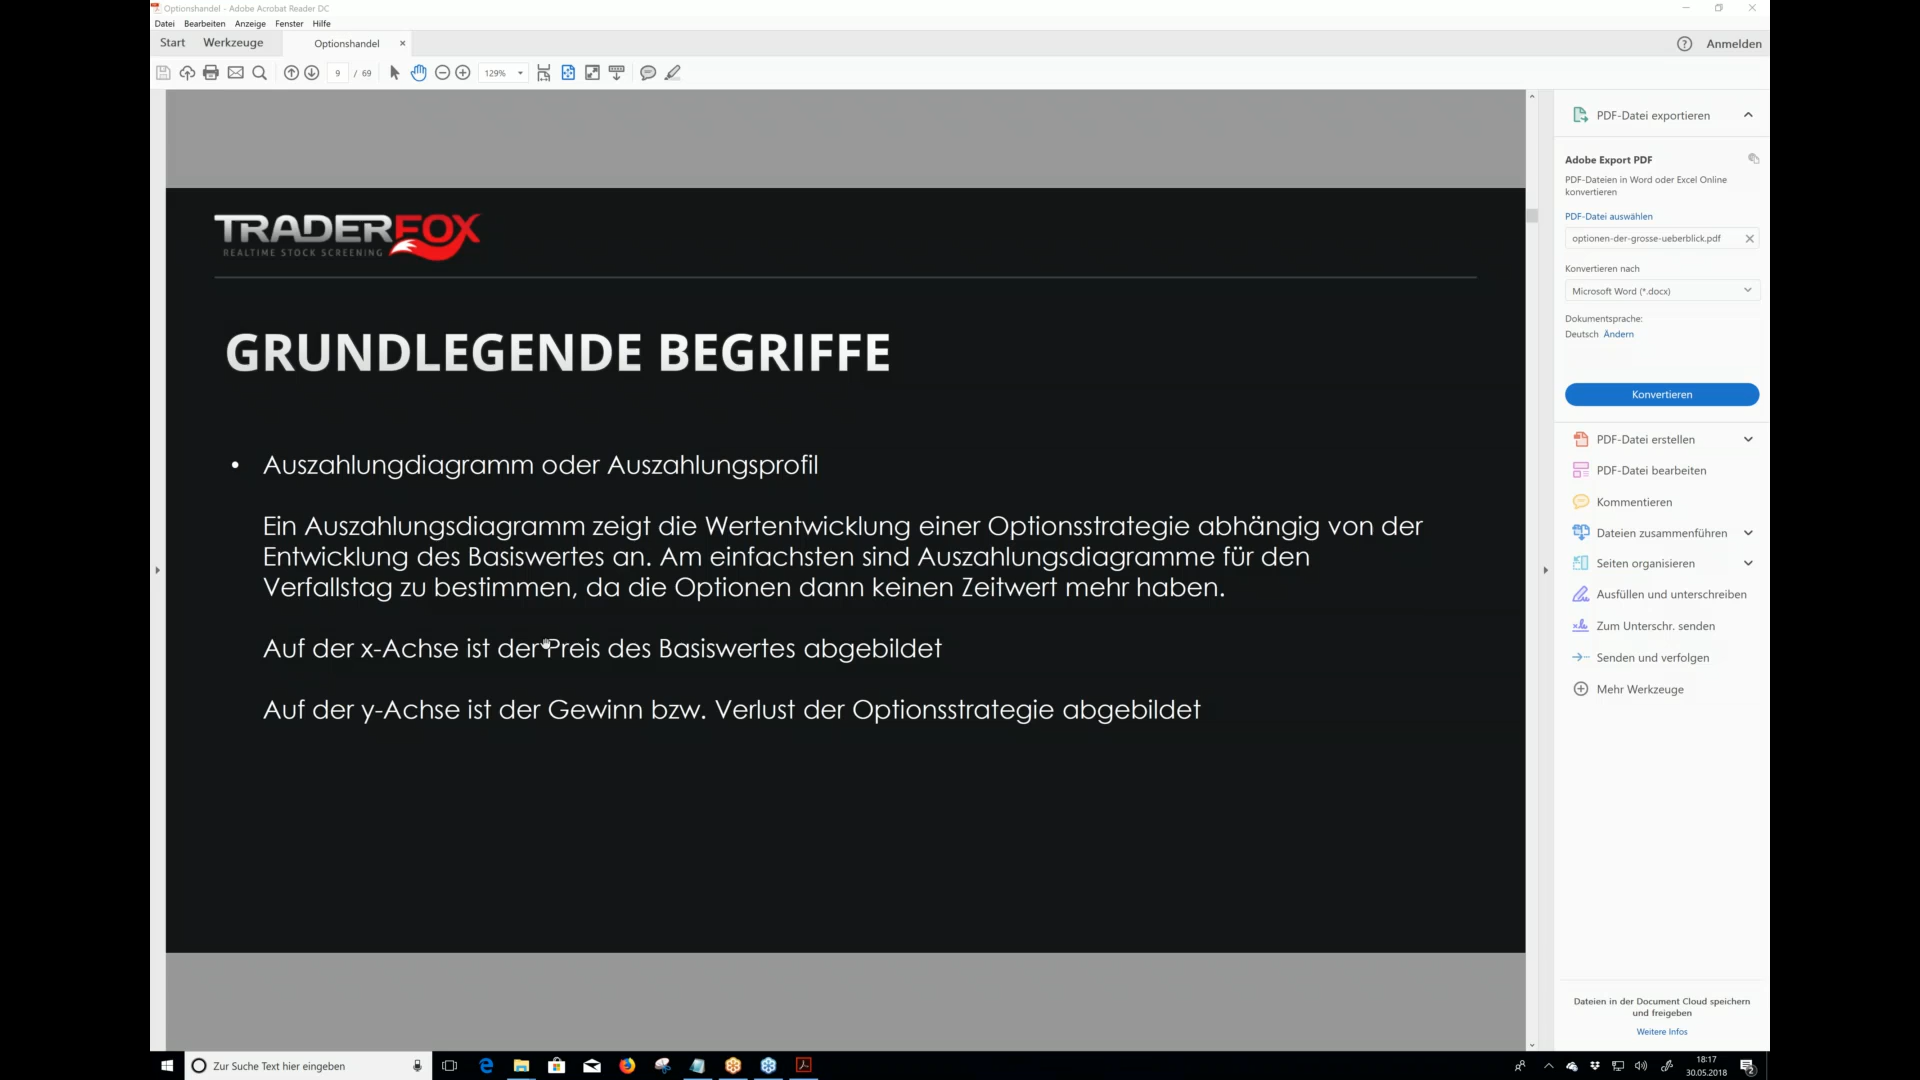 Optionshandel - Adobe Acrobat Reader DC
Datei Bearbeiten Anzeige Fenster Hilfe
Start Werkzeuge Optionshandel × Anmelden
9 / 69 129%
TRADERFOX
REALTIME STOCK SCREENING
GRUNDLEGENDE BEGRIFFE
• Auszahlungdiagramm oder Auszahlungsprofil
Ein Auszahlungsdiagramm zeigt die Wertentwicklung einer Optionsstrategie abhängig von der
Entwicklung des Basiswertes an. Am einfachsten sind Auszahlungsdiagramme für den
Verfallstag zu bestimmen, da die Optionen dann keinen Zeitwert mehr haben.
Auf der x-Achse ist der Preis des Basiswertes abgebildet
Auf der y-Achse ist der Gewinn bzw. Verlust der Optionsstrategie abgebildet
PDF-Datei exportieren
Adobe Export PDF
PDF-Dateien in Word oder Excel Online
konvertieren
PDF-Datei auswählen
optionen-der-grosse-ueberblick.pdf
Konvertieren nach
Microsoft Word (*.docx)
Dokumentsprache:
Deutsch Ändern
Konvertieren
PDF-Datei erstellen
PDF-Datei bearbeiten
Kommentieren
Dateien zusammenführen
Seiten organisieren
Ausfüllen und unterschreiben
Zum Unterschr. senden
Senden und verfolgen
Mehr Werkzeuge
Dateien in der Document Cloud speichern
und freigeben
Weitere Infos
Zur Suche Text hier eingeben
18:17
30.05.2018
2